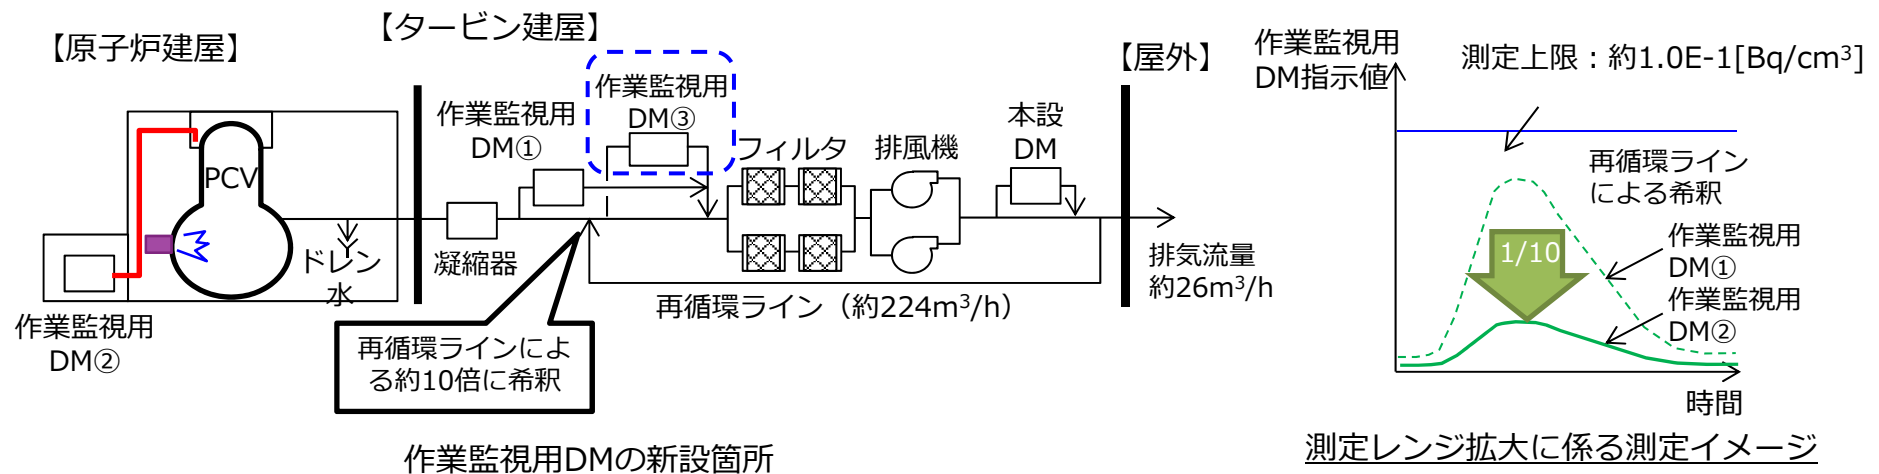 【原子炉建屋】
【タービン建屋】
【屋外】
作業監視用
DM①
作業監視用
DM③
フィルタ
排風機
本設
DM
PCV
ドレン
水
凝縮器
作業監視用
DM②
再循環ライン（約224m³/h）
排気流量
約26m³/h
再循環ラインによ
る約10倍に希釈
作業監視用DMの新設箇所
作業監視用
DM指示値
測定上限：約1.0E-1[Bq/cm³]
再循環ライン
による希釈
1/10
作業監視用
DM①
作業監視用
DM②
時間
測定レンジ拡大に係る測定イメージ